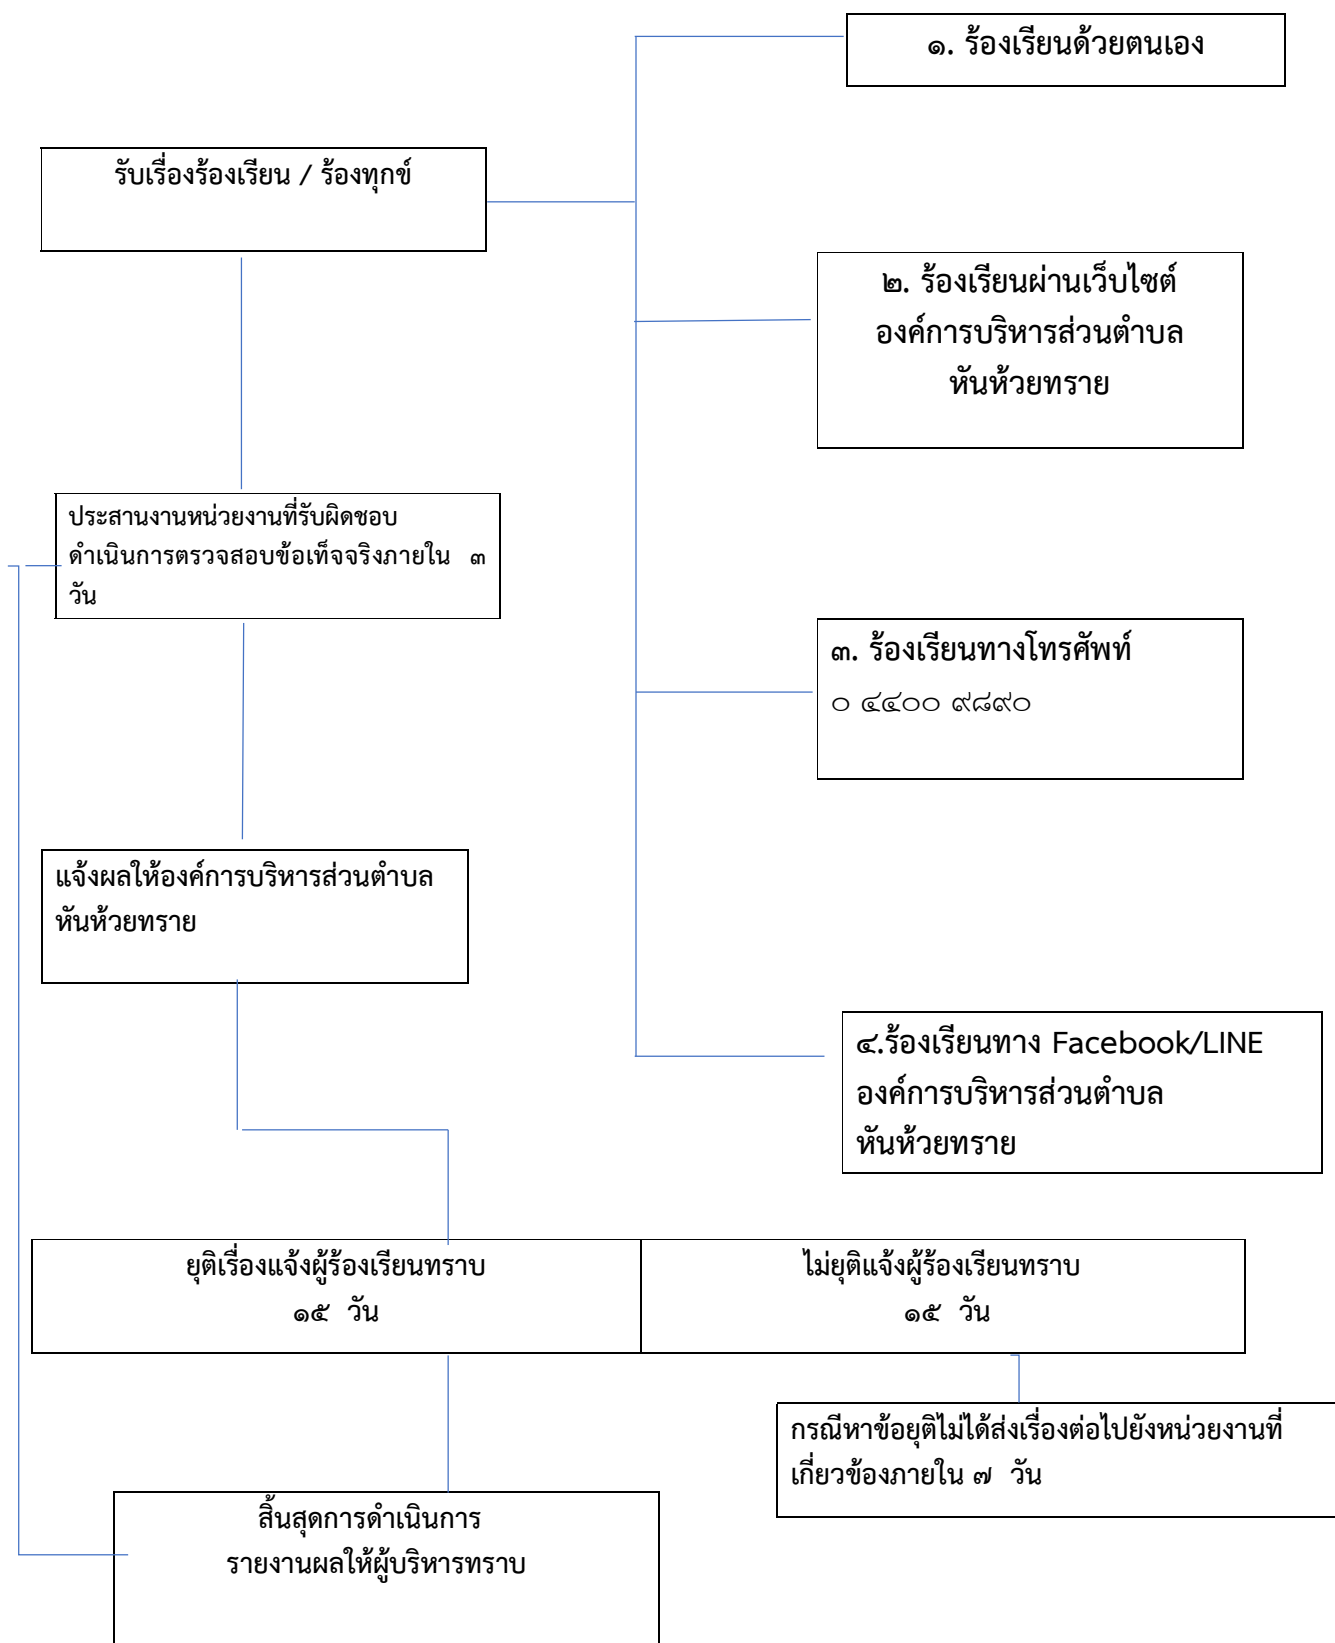 ๑. ร้องเรียนด้วยตนเอง
รับเรื่องร้องเรียน / ร้องทุกข์
๒. ร้องเรียนผ่านเว็บไซต์
องค์การบริหารส่วนตำบล
หันห้วยทราย
ประสานงานหน่วยงานที่รับผิดชอบ
ดำเนินการตรวจสอบข้อเท็จจริงภายใน ๓
วัน
๓. ร้องเรียนทางโทรศัพท์
๐ ๔๔๐๐ ๙๘๙๐
แจ้งผลให้องค์การบริหารส่วนตำบล
หันห้วยทราย
๔.ร้องเรียนทาง Facebook/LINE
องค์การบริหารส่วนตำบล
หันห้วยทราย
ยุติเรื่องแจ้งผู้ร้องเรียนทราบ
๑๕ วัน
ไม่ยุติแจ้งผู้ร้องเรียนทราบ
๑๕ วัน
กรณีหาข้อยุติไม่ได้ส่งเรื่องต่อไปยังหน่วยงานที่
เกี่ยวข้องภายใน ๗ วัน
สิ้นสุดการดำเนินการ
รายงานผลให้ผู้บริหารทราบ